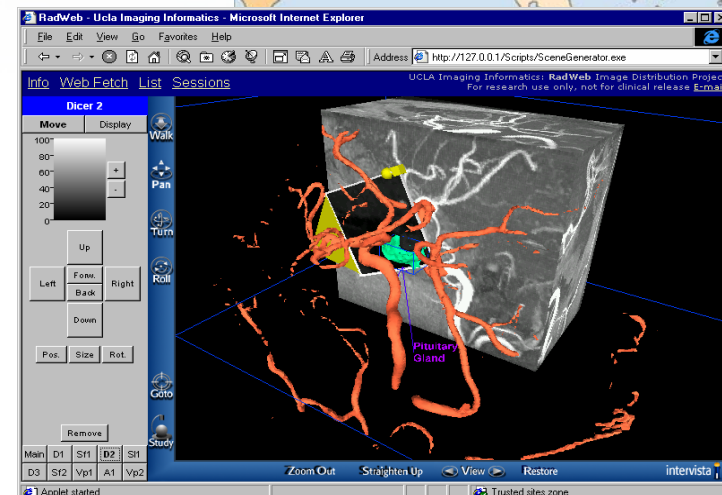 RadWeb - Ucla Imaging Informatics - Microsoft Internet Explorer
File Edit View Go Favorites Help
Address http://127.0.0.1/Scripts/SceneGenerator.exe
Info Web Fetch List Sessions
UCLA Imaging Informatics: RadWeb Image Distribution Projec
For research use only, not for clinical release E-mai
Dicer 2
Move Display
100
80
60
40
20
0
+
-
Up
Left Forw. Right
Back
Down
Pos. Size Rot.
Remove
Main D1 Sf1 D2 Sl1
D3 Sf2 Vp1 A1 Vp2
Walk
Pan
Turn
Roll
Goto
Study
Pituitary
Gland
Zoom Out Straighten Up View Restore intervista
Applet started Trusted sites zone